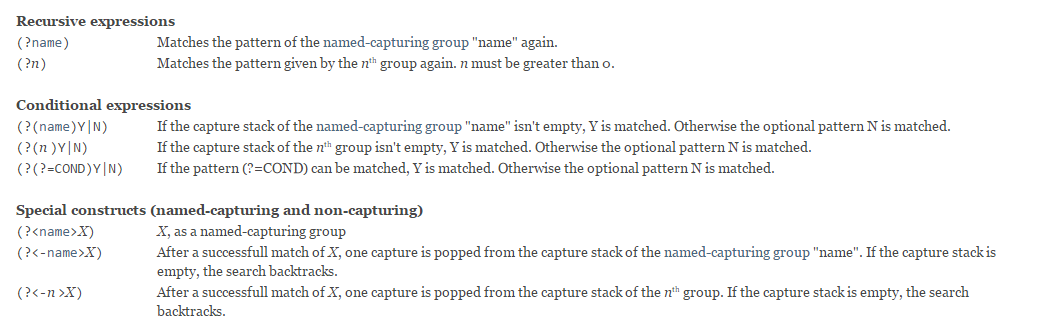 Recursive expressions
(?name) Matches the pattern of the named-capturing group "name" again.
(?n) Matches the pattern given by the nth group again. n must be greater than 0.
Conditional expressions
(?(name)Y|N) If the capture stack of the named-capturing group "name" isn't empty, Y is matched. Otherwise the optional pattern N is matched.
(?(n )Y|N) If the capture stack of the nth group isn't empty, Y is matched. Otherwise the optional pattern N is matched.
(?(?=COND)Y|N) If the pattern (?=COND) can be matched, Y is matched. Otherwise the optional pattern N is matched.
Special constructs (named-capturing and non-capturing)
(?<name>X) X, as a named-capturing group
(?<-name>X) After a successfull match of X, one capture is popped from the capture stack of the named-capturing group "name". If the capture stack is
empty, the search backtracks.
(?<-n >X) After a successfull match of X, one capture is popped from the capture stack of the nth group. If the capture stack is empty, the search
backtracks.